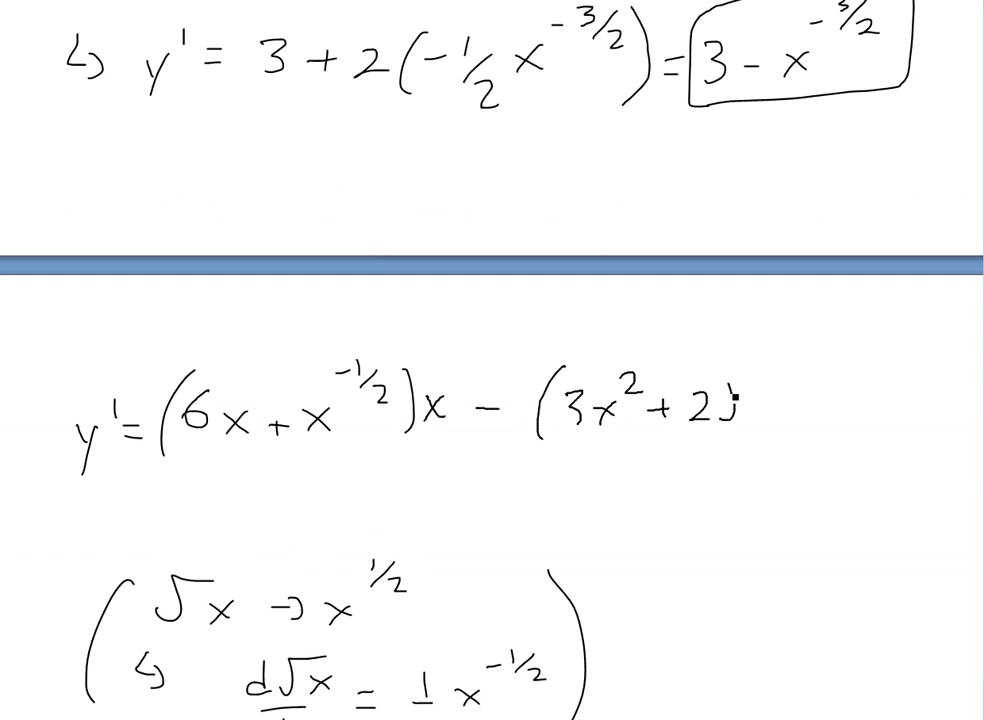 ↳ y' = 3 + 2(-1/2 x^{-3/2}) = 3 - x^{-3/2}
y' = (6x + x^{-1/2})x - (3x^2 + 2
( √x → x^{1/2} )
↳ d√x = 1 x^{-1/2}